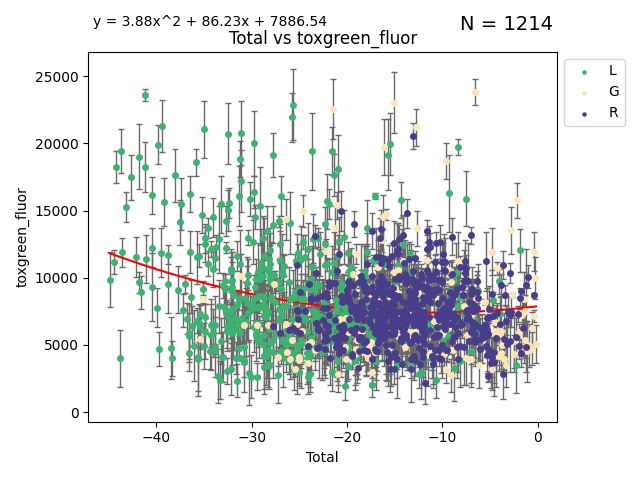 y = 3.88x^2 + 86.23x + 7886.54
N = 1214
Total vs toxgreen_fluor
25000
20000
15000
10000
5000
0
toxgreen_fluor
−40
−30
−20
−10
0
Total
L
G
R